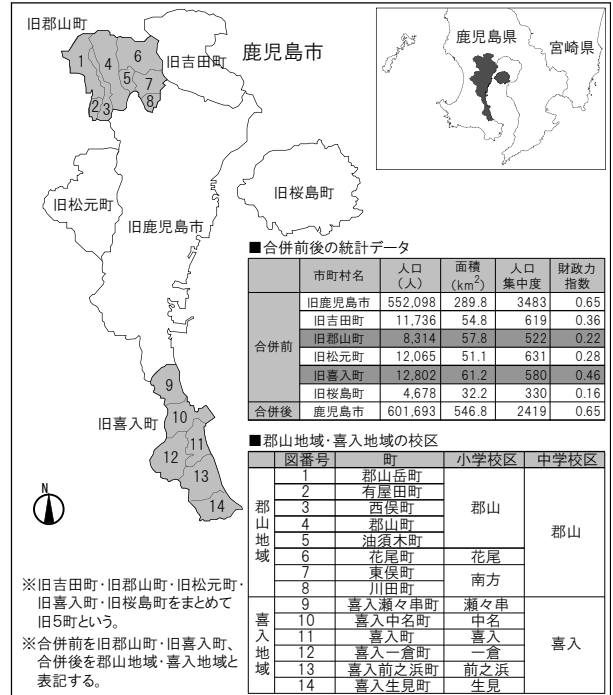 旧郡山町
旧吉田町
鹿児島市
1
4
6
5
7
2
3
8
鹿児島県
宮崎県
旧松元町
旧鹿児島市
旧桜島町
9
10
旧喜入町
11
12
13
14
N
■合併前後の統計データ
市町村名 人口(人) 面積(km²) 人口集中度 財政力指数
合併前 旧鹿児島市 552,098 289.8 3483 0.65
旧吉田町 11,736 54.8 619 0.36
旧郡山町 8,314 57.8 522 0.22
旧松元町 12,065 51.1 631 0.28
旧喜入町 12,802 61.2 580 0.46
旧桜島町 4,678 32.2 330 0.16
合併後 鹿児島市 601,693 546.8 2419 0.65
■郡山地域・喜入地域の校区
図番号 町 小学校区 中学校区
郡山地域 1 郡山岳町 郡山 郡山
2 有屋田町
3 西俣町
4 郡山町
5 油須木町
6 花尾町 花尾
7 東俣町 南方
8 川田町
喜入地域 9 喜入瀬々串町 瀬々串 喜入
10 喜入中名町 中名
11 喜入町 喜入
12 喜入一倉町 一倉
13 喜入前之浜町 前之浜
14 喜入生見町 生見
※旧吉田町・旧郡山町・旧松元町・
旧喜入町・旧桜島町をまとめて
旧5町という。
※合併前を旧郡山町・旧喜入町、
合併後を郡山地域・喜入地域と
表記する。